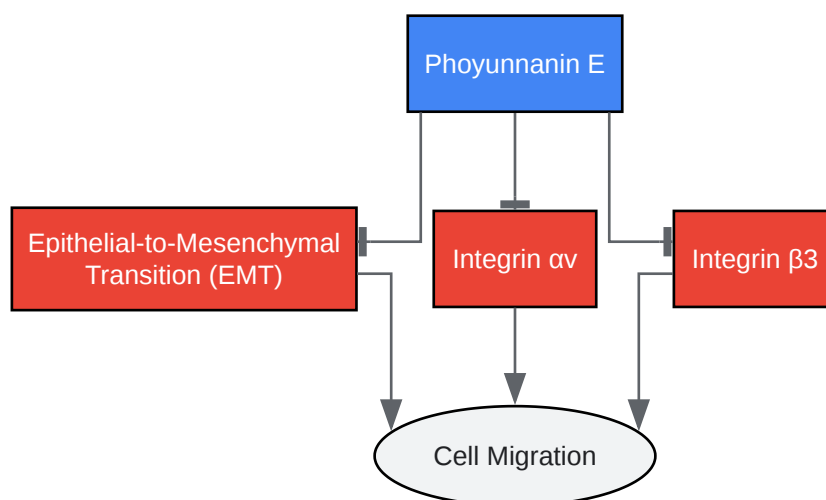 Phoyunnanin E
Epithelial-to-Mesenchymal
Transition (EMT)
Integrin αv
Integrin β3
Cell Migration